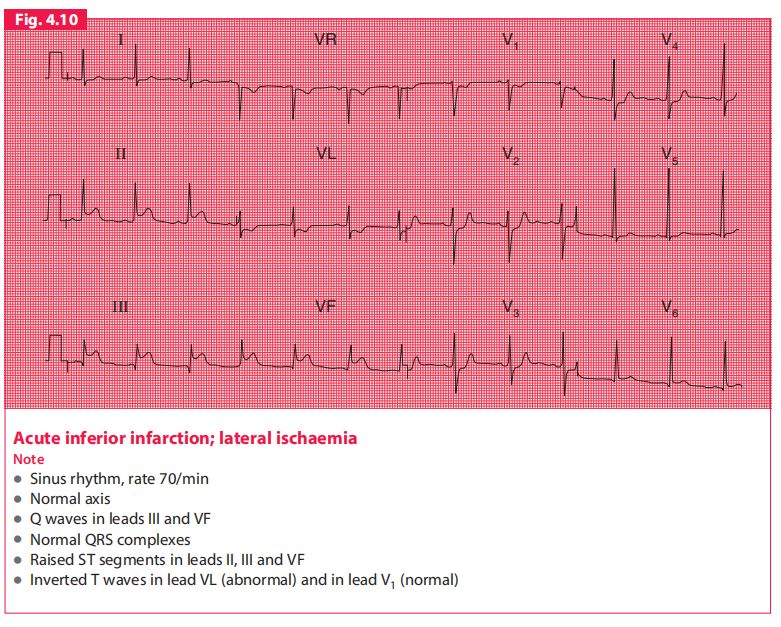 Fig. 4.10
I VR V1 V4
II VL V2 V5
III VF V3 V6
Acute inferior infarction; lateral ischaemia
Note
● Sinus rhythm, rate 70/min
● Normal axis
● Q waves in leads III and VF
● Normal QRS complexes
● Raised ST segments in leads II, III and VF
● Inverted T waves in lead VL (abnormal) and in lead V1 (normal)